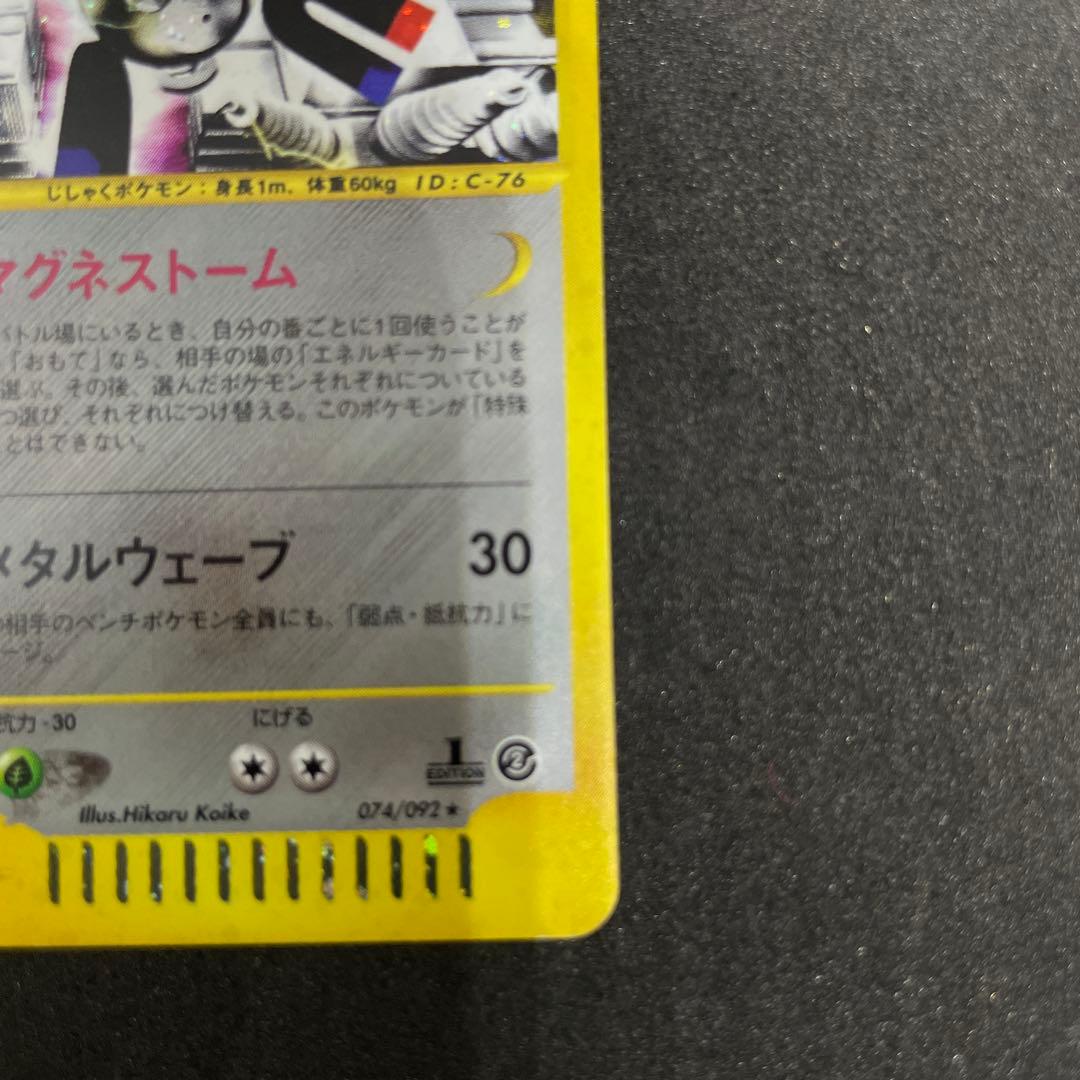 じしゃくポケモン：身長1m、体重60kg ID：C-76
マグネストーム
バトル場にいるとき、自分の番ごとに1回使うことが
「おもて」なら、相手の場の「エネルギーカード」を
選ぶ。その後、選んだポケモンそれぞれについている
つ選び、それぞれにつけ替える。このポケモンが「特殊
とはできない。
メタルウェーブ 30
相手のベンチポケモン全員にも、「弱点・抵抗力」に
ージ。
抗力 -30 にげる
1 EDITION
Illus.Hikaru Koike 074/092 ★